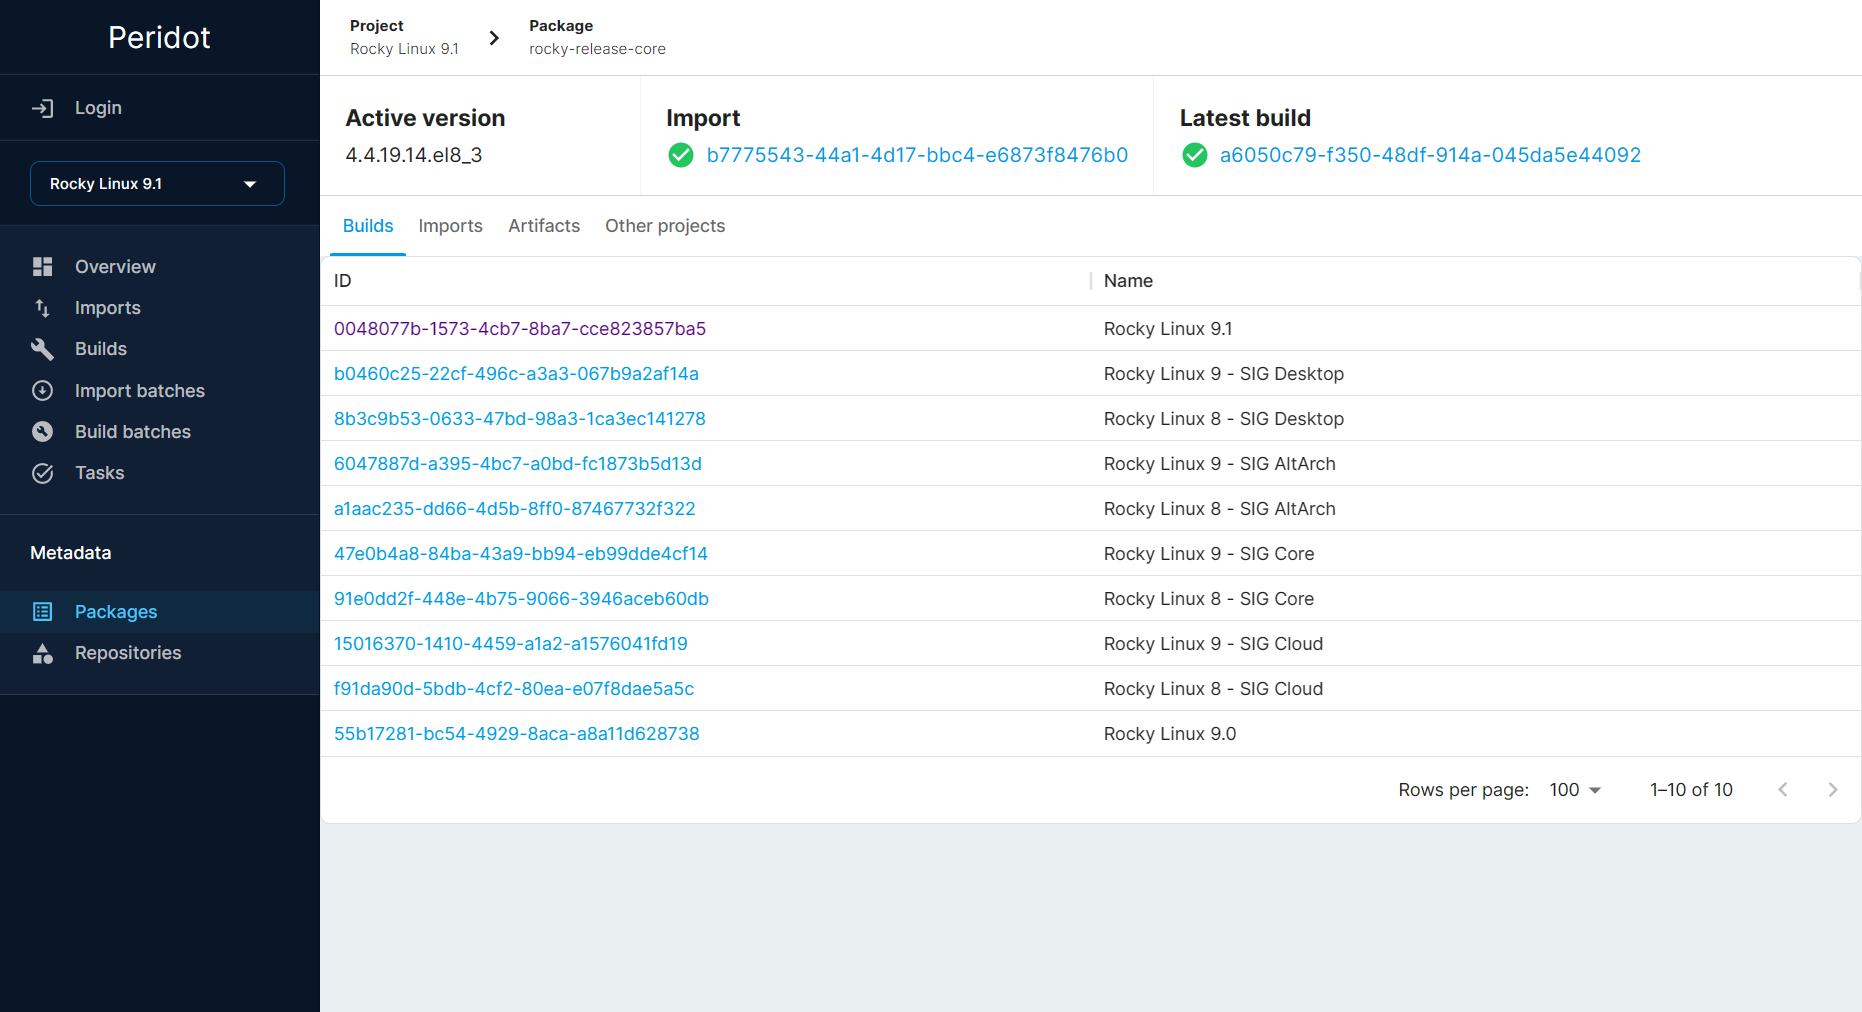 Peridot
Login
Rocky Linux 9.1
Overview
Imports
Builds
Import batches
Build batches
Tasks
Metadata
Packages
Repositories
Project
Rocky Linux 9.1
Package
rocky-release-core
Active version
4.4.19.14.el8_3
Import
b7775543-44a1-4d17-bbc4-e6873f8476b0
Latest build
a6050c79-f350-48df-914a-045da5e44092
Builds Imports Artifacts Other projects
ID Name
0048077b-1573-4cb7-8ba7-cce823857ba5 Rocky Linux 9.1
b0460c25-22cf-496c-a3a3-067b9a2af14a Rocky Linux 9 - SIG Desktop
8b3c9b53-0633-47bd-98a3-1ca3ec141278 Rocky Linux 8 - SIG Desktop
6047887d-a395-4bc7-a0bd-fc1873b5d13d Rocky Linux 9 - SIG AltArch
a1aac235-dd66-4d5b-8ff0-87467732f322 Rocky Linux 8 - SIG AltArch
47e0b4a8-84ba-43a9-bb94-eb99dde4cf14 Rocky Linux 9 - SIG Core
91e0dd2f-448e-4b75-9066-3946aceb60db Rocky Linux 8 - SIG Core
15016370-1410-4459-a1a2-a1576041fd19 Rocky Linux 9 - SIG Cloud
f91da90d-5bdb-4cf2-80ea-e07f8dae5a5c Rocky Linux 8 - SIG Cloud
55b17281-bc54-4929-8aca-a8a11d628738 Rocky Linux 9.0
Rows per page: 100 1–10 of 10